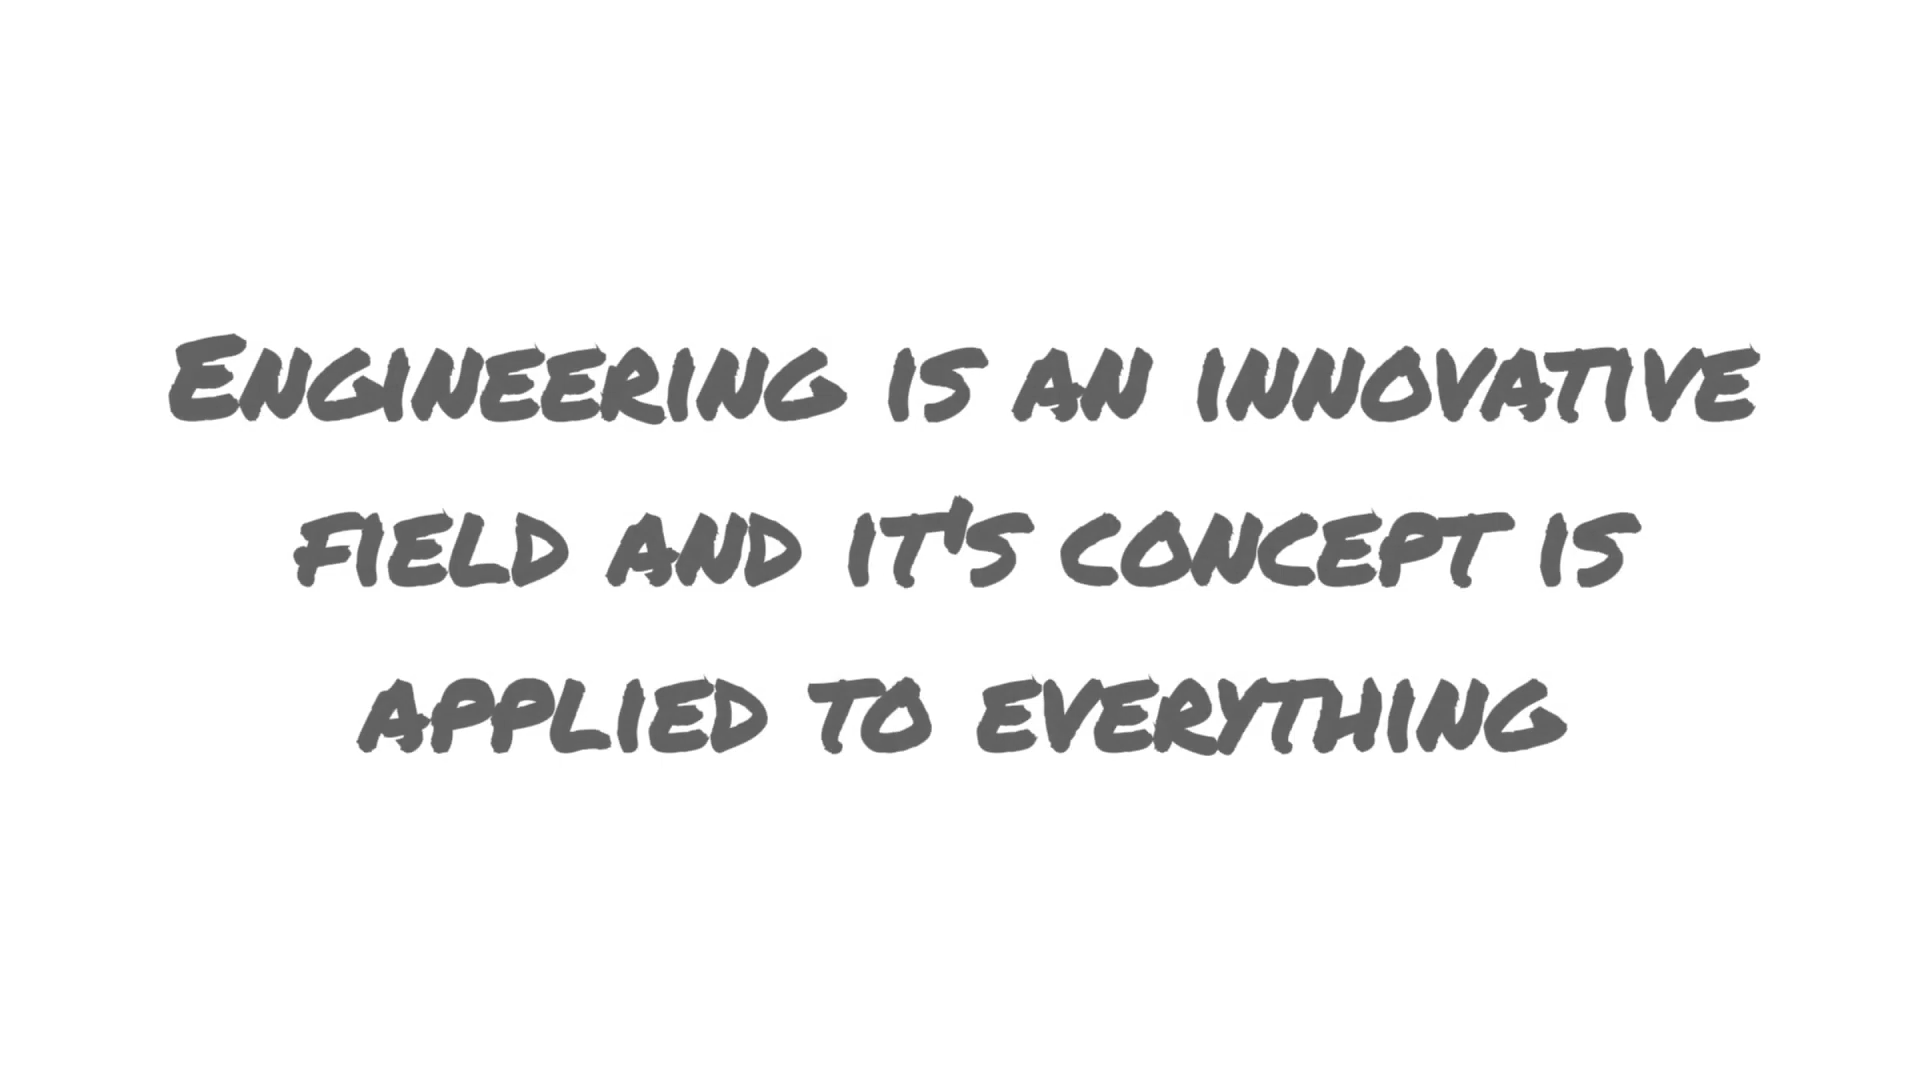 Engineering is an innovative
field and it's concept is
applied to everything